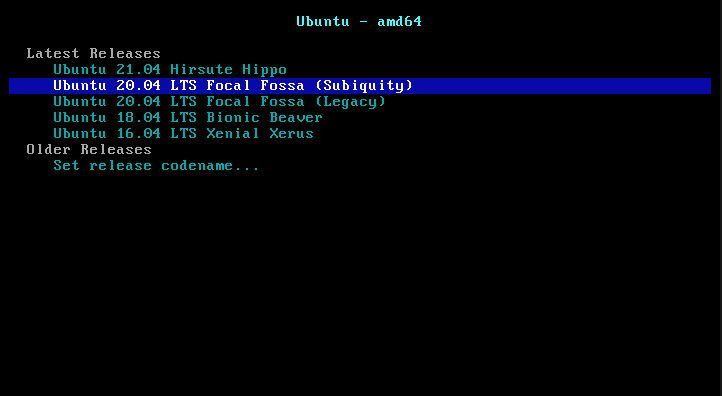 Ubuntu - amd64
Latest Releases
Ubuntu 21.04 Hirsute Hippo
Ubuntu 20.04 LTS Focal Fossa (Subiquity)
Ubuntu 20.04 LTS Focal Fossa (Legacy)
Ubuntu 18.04 LTS Bionic Beaver
Ubuntu 16.04 LTS Xenial Xerus
Older Releases
Set release codename...